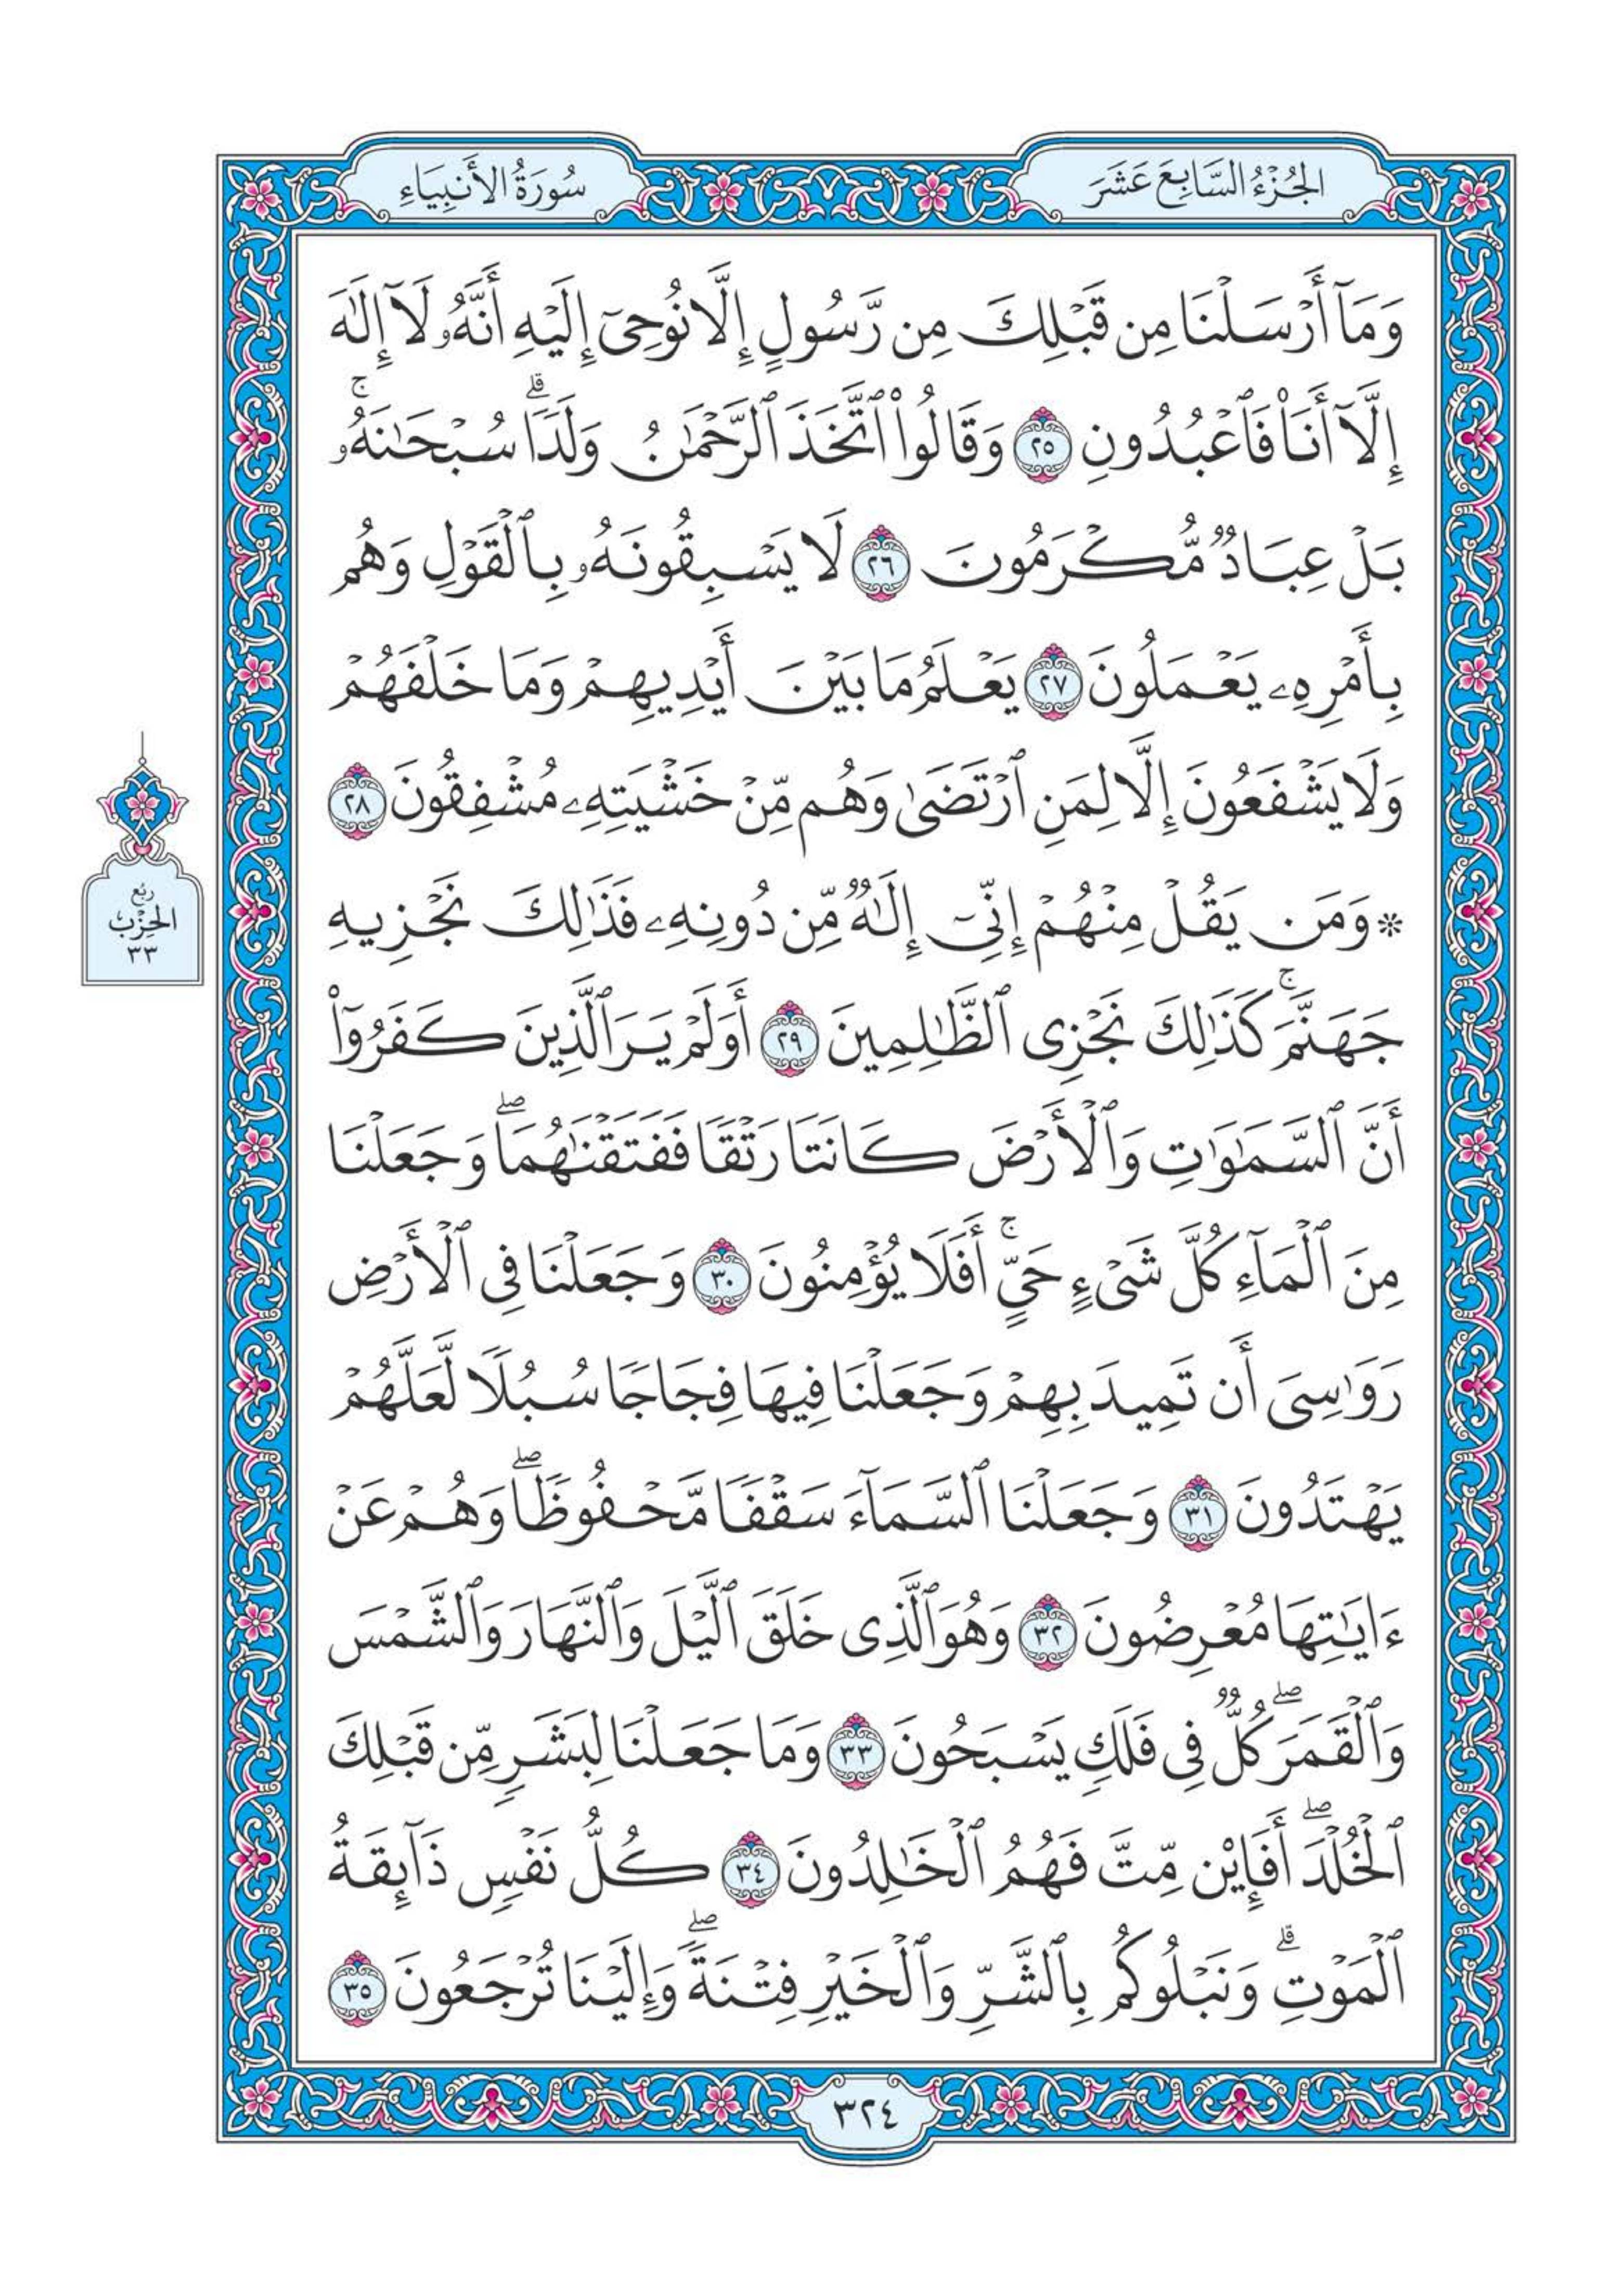 الجُزْءُ السَّابِعَ عَشَرَ
سُورَةُ الأَنبِيَاءِ
وَمَآ أَرْسَلْنَا مِن قَبْلِكَ مِن رَّسُولٍ إِلَّا نُوحِىٓ إِلَيْهِ أَنَّهُۥ لَآ إِلَٰهَ
إِلَّآ أَنَا۠ فَٱعْبُدُونِ ٢٥ وَقَالُوا۟ ٱتَّخَذَ ٱلرَّحْمَٰنُ وَلَدًا ۗ سُبْحَٰنَهُۥ ۚ
بَلْ عِبَادٌ مُّكْرَمُونَ ٢٦ لَا يَسْبِقُونَهُۥ بِٱلْقَوْلِ وَهُم
بِأَمْرِهِۦ يَعْمَلُونَ ٢٧ يَعْلَمُ مَا بَيْنَ أَيْدِيهِمْ وَمَا خَلْفَهُمْ
وَلَا يَشْفَعُونَ إِلَّا لِمَنِ ٱرْتَضَىٰ وَهُم مِّنْ خَشْيَتِهِۦ مُشْفِقُونَ ٢٨
* وَمَن يَقُلْ مِنْهُمْ إِنِّىٓ إِلَٰهٌ مِّن دُونِهِۦ فَذَٰلِكَ نَجْزِيهِ
جَهَنَّمَ ۚ كَذَٰلِكَ نَجْزِى ٱلظَّٰلِمِينَ ٢٩ أَوَلَمْ يَرَ ٱلَّذِينَ كَفَرُوٓا۟
أَنَّ ٱلسَّمَٰوَٰتِ وَٱلْأَرْضَ كَانَتَا رَتْقًا فَفَتَقْنَٰهُمَا ۖ وَجَعَلْنَا
مِنَ ٱلْمَآءِ كُلَّ شَىْءٍ حَىٍّ ۚ أَفَلَا يُؤْمِنُونَ ٣٠ وَجَعَلْنَا فِى ٱلْأَرْضِ
رَوَٰسِىَ أَن تَمِيدَ بِهِمْ وَجَعَلْنَا فِيهَا فِجَاجًا سُبُلًا لَّعَلَّهُمْ
يَهْتَدُونَ ٣١ وَجَعَلْنَا ٱلسَّمَآءَ سَقْفًا مَّحْفُوظًا ۖ وَهُمْ عَنْ
ءَايَٰتِهَا مُعْرِضُونَ ٣٢ وَهُوَ ٱلَّذِى خَلَقَ ٱلَّيْلَ وَٱلنَّهَارَ وَٱلشَّمْسَ
وَٱلْقَمَرَ ۖ كُلٌّ فِى فَلَكٍ يَسْبَحُونَ ٣٣ وَمَا جَعَلْنَا لِبَشَرٍ مِّن قَبْلِكَ
ٱلْخُلْدَ ۖ أَفَإِي۟ن مِّتَّ فَهُمُ ٱلْخَٰلِدُونَ ٣٤ كُلُّ نَفْسٍ ذَآئِقَةُ
ٱلْمَوْتِ ۗ وَنَبْلُوكُم بِٱلشَّرِّ وَٱلْخَيْرِ فِتْنَةً ۖ وَإِلَيْنَا تُرْجَعُونَ ٣٥
ربُع
الحِزْب
٣٣
٣٢٤